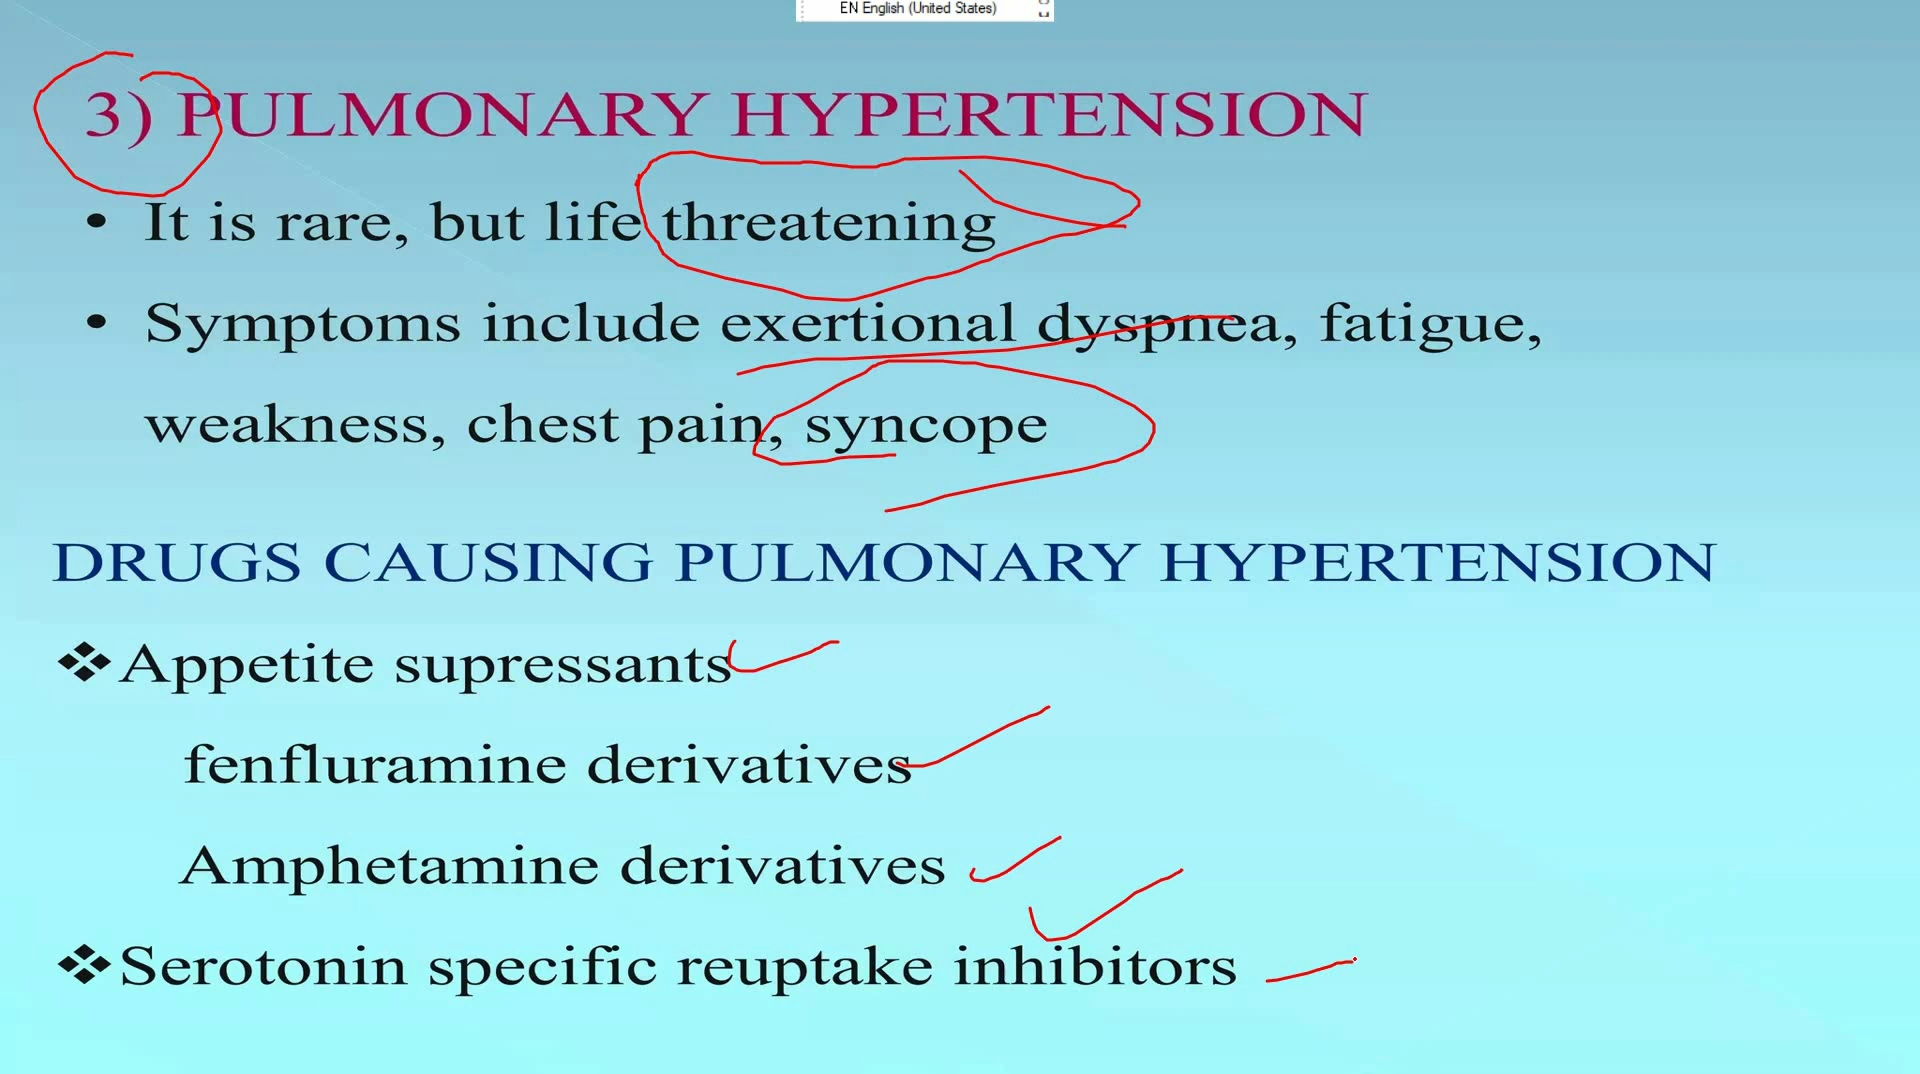 EN English (United States)
3) PULMONARY HYPERTENSION
• It is rare, but life threatening
• Symptoms include exertional dyspnea, fatigue,
weakness, chest pain, syncope
DRUGS CAUSING PULMONARY HYPERTENSION
❖Appetite supressants
fenfluramine derivatives
Amphetamine derivatives
❖Serotonin specific reuptake inhibitors